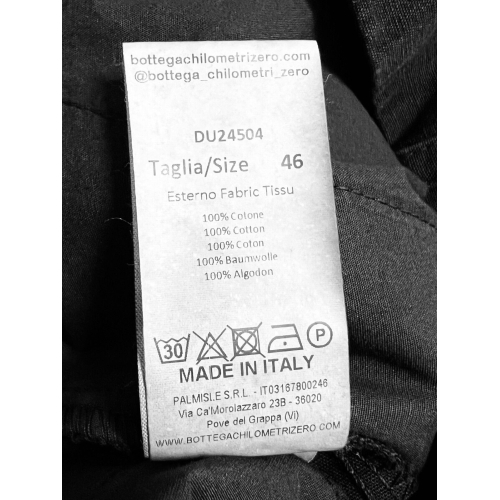 bottegachilometrizero.com
@bottega_chilometri_zero
DU24504
Taglia/Size 46
Esterno Fabric Tissu
100% Cotone
100% Cotton
100% Coton
100% Baumwolle
100% Algodon
30 P
MADE IN ITALY
PALMISLE S.R.L. - IT03167800246
Via Ca'Morolazzaro 23B - 36020
Pove del Grappa (Vi)
WWW.BOTTEGACHILOMETRIZERO.COM